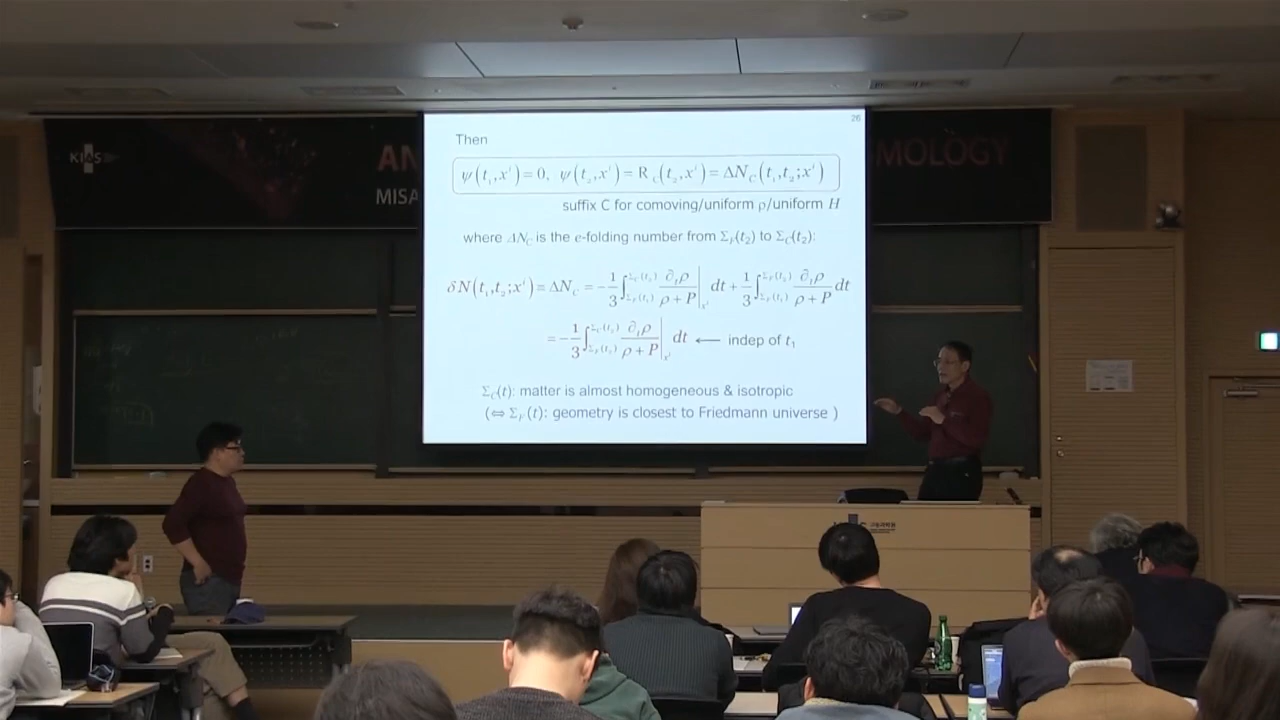 26
KIAS
AN
MOLOGY
MISA
Then
ψ(t₁,xⁱ)=0, ψ(t₂,xⁱ)=R_C(t₂,xⁱ)=ΔN_C(t₁,t₂;xⁱ)
suffix C for comoving/uniform ρ/uniform H
where ΔN_C is the e-folding number from Σ_F(t₂) to Σ_C(t₂):
δN(t₁,t₂;xⁱ)=ΔN_C = -1/3 ∫_{Σ_F(t₁)}^{Σ_C(t₂)} ∂_tρ/(ρ+P)|_{xⁱ} dt + 1/3 ∫_{Σ_F(t₁)}^{Σ_F(t₂)} ∂_tρ/(ρ+P) dt
= -1/3 ∫_{Σ_F(t₂)}^{Σ_C(t₂)} ∂_tρ/(ρ+P)|_{xⁱ} dt ← indep of t₁
Σ_C(t): matter is almost homogeneous & isotropic
(⇔ Σ_F(t): geometry is closest to Friedmann universe )